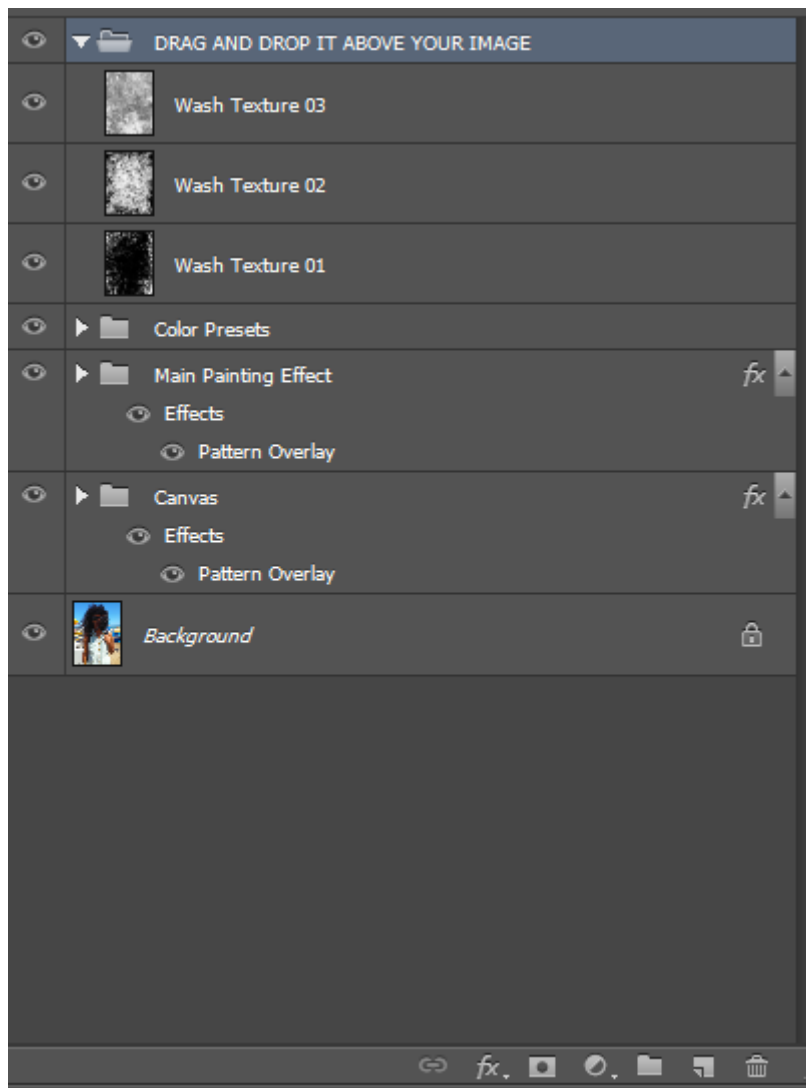 DRAG AND DROP IT ABOVE YOUR IMAGE
Wash Texture 03
Wash Texture 02
Wash Texture 01
Color Presets
Main Painting Effect fx
Effects
Pattern Overlay
Canvas fx
Effects
Pattern Overlay
Background
fx